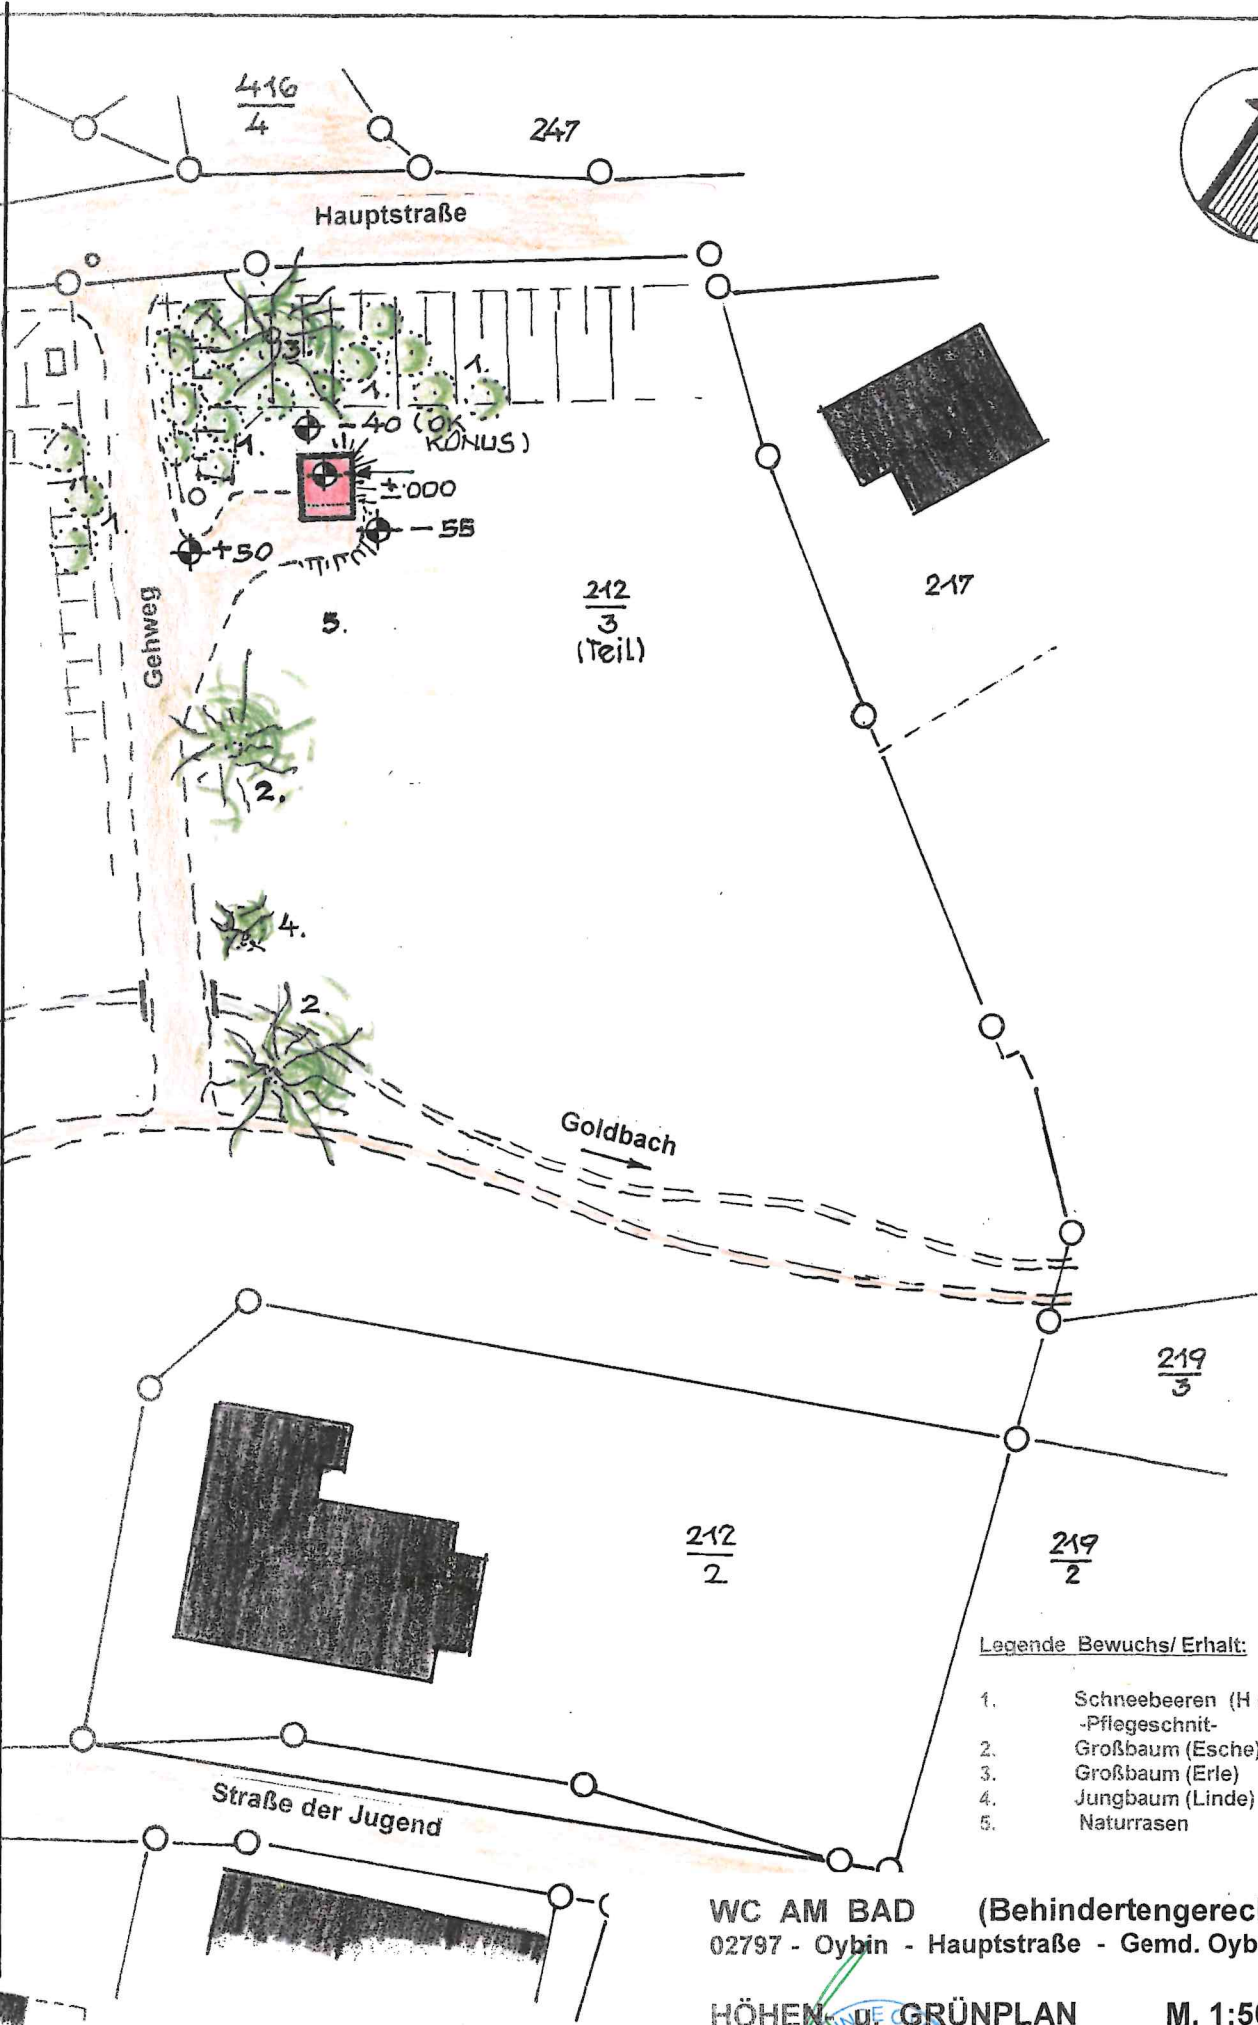 416
4
247
Hauptstraße
3.
1.
1.
1.
-40 (OK
KONUS)
±000
-55
+50
1.
Gehweg
5.
212
3
(Teil)
217
2.
4.
2.
Goldbach
219
3
212
2
219
2
Legende Bewuchs/ Erhalt:
1. Schneebeeren (H
-Pflegeschnit-
2. Großbaum (Esche)
3. Großbaum (Erle)
4. Jungbaum (Linde)
5. Naturrasen
Straße der Jugend
WC AM BAD (Behindertengerec
02797 - Oybin - Hauptstraße - Gemd. Oyb
HÖHEN- u. GRÜNPLAN M. 1:50